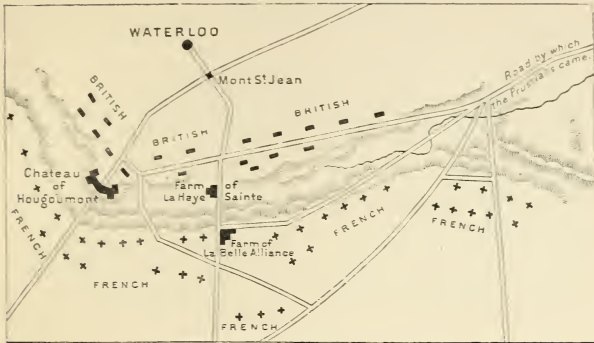 WATERLOO
Mont St. Jean
Road by which
the Prussians came.
BRITISH
BRITISH
BRITISH
Chateau
of
Hougoumont
Farm of
La Haye Sainte
Farm of
La Belle Alliance
FRENCH
FRENCH
FRENCH
FRENCH
FRENCH